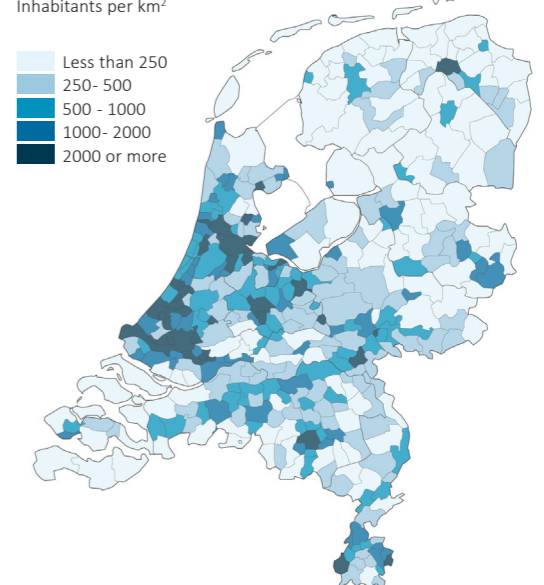 Inhabitants per km²
Less than 250
250- 500
500 - 1000
1000- 2000
2000 or more